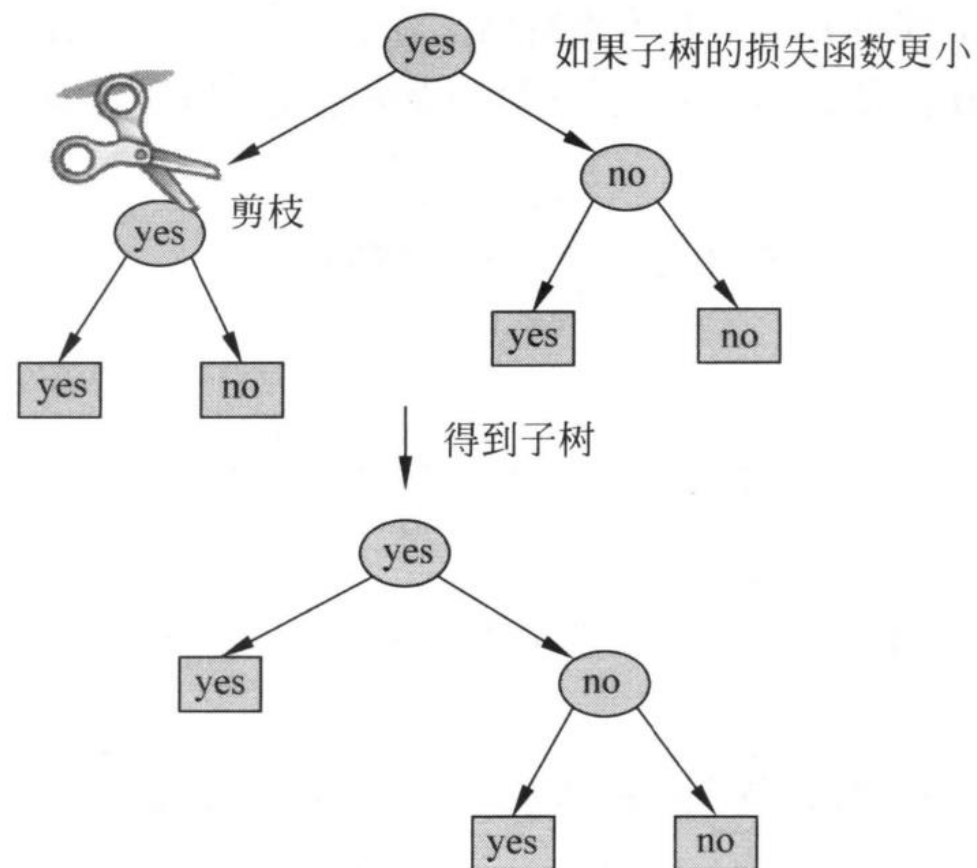 yes
如果子树的损失函数更小
no
剪枝
yes
yes
no
yes
no
得到子树
yes
yes
no
yes
no